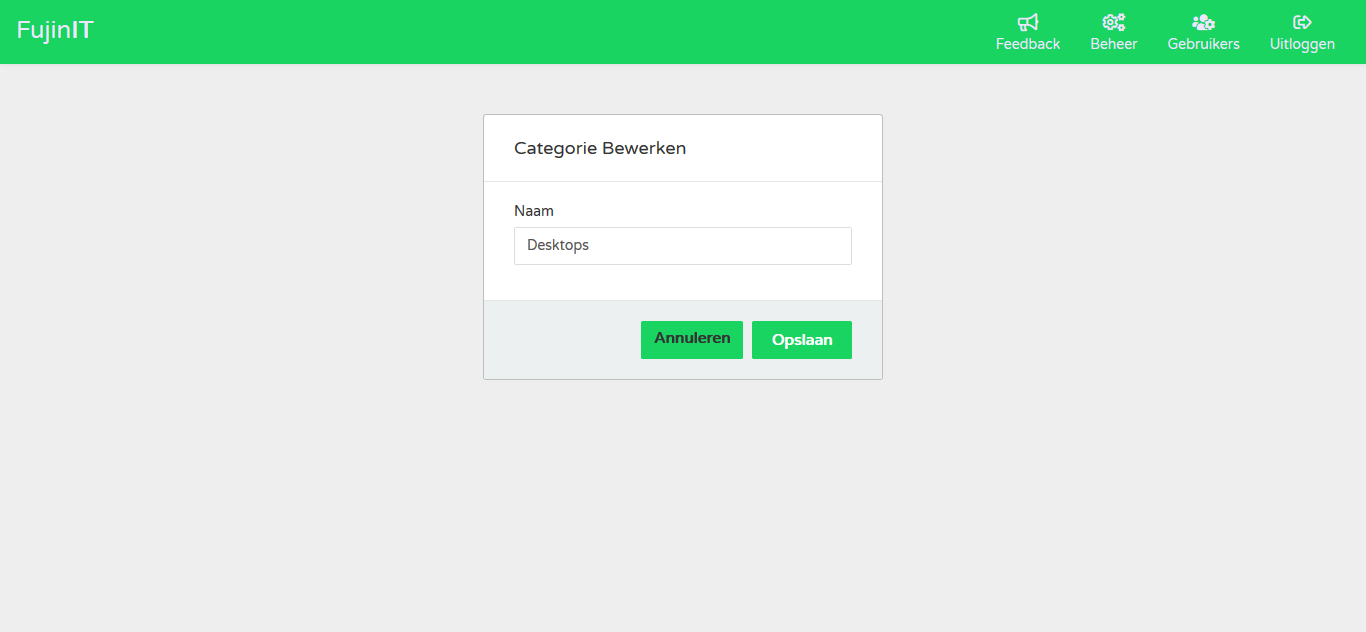 FujinIT
Feedback
Beheer
Gebruikers
Uitloggen
Categorie Bewerken
Naam
Desktops
Annuleren
Opslaan